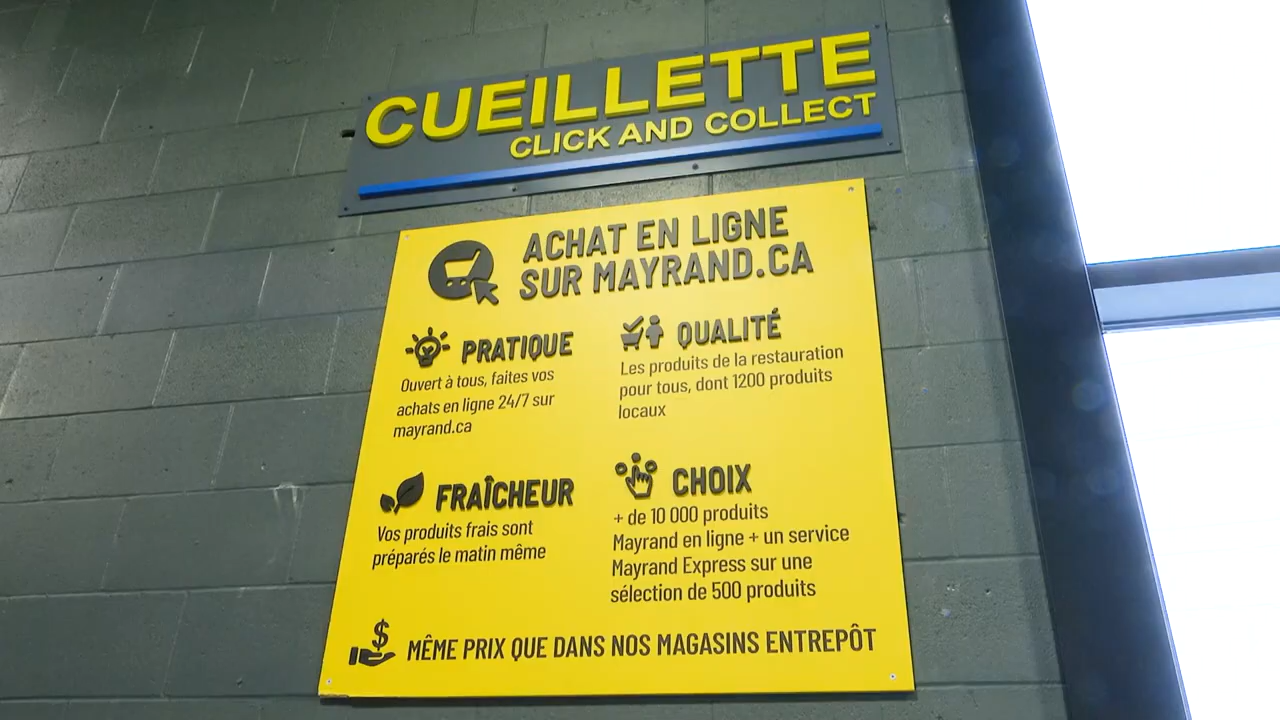 CUEILLETTE
CLICK AND COLLECT
ACHAT EN LIGNE
SUR MAYRAND.CA
PRATIQUE
Ouvert à tous, faites vos
achats en ligne 24/7 sur
mayrand.ca
QUALITÉ
Les produits de la restauration
pour tous, dont 1200 produits
locaux
FRAÎCHEUR
Vos produits frais sont
préparés le matin même
CHOIX
+ de 10 000 produits
Mayrand en ligne + un service
Mayrand Express sur une
sélection de 500 produits
$
MÊME PRIX QUE DANS NOS MAGASINS ENTREPÔT